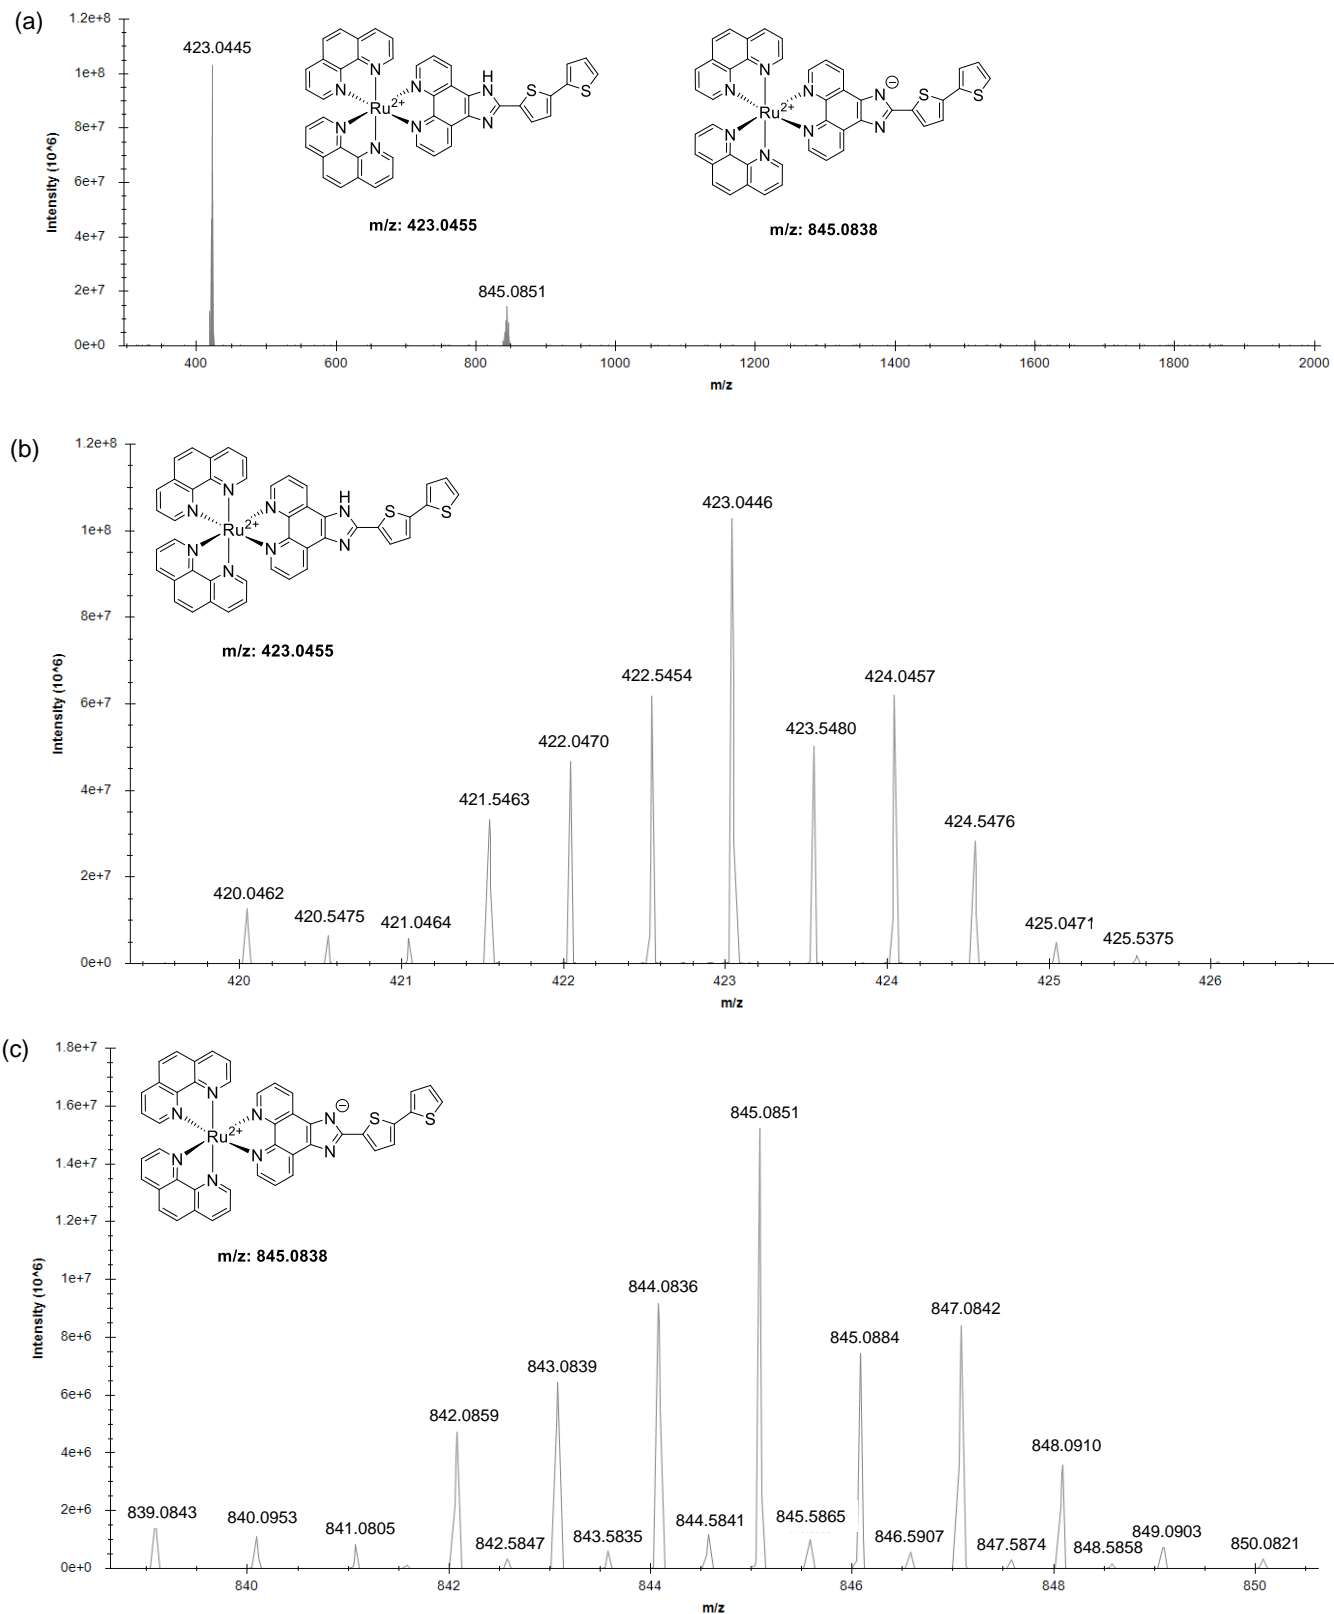 (a)
1.2e+8
1e+8
8e+7
6e+7
4e+7
2e+7
0e+0
Intensity (10^6)
423.0445
N
N
N
N
Ru2+
N
N
H
N
N
S
S
m/z: 423.0455
N
N
N
N
Ru2+
N
N
N⊖
N
S
S
m/z: 845.0838
845.0851
400 600 800 1000 1200 1400 1600 1800 2000
m/z
(b)
1.2e+8
1e+8
8e+7
6e+7
4e+7
2e+7
0e+0
Intensity (10^6)
N
N
N
N
Ru2+
N
N
H
N
N
S
S
m/z: 423.0455
420.0462
420.5475
421.0464
421.5463
422.0470
422.5454
423.0446
423.5480
424.0457
424.5476
425.0471
425.5375
420 421 422 423 424 425 426
m/z
(c)
1.8e+7
1.6e+7
1.4e+7
1.2e+7
1e+7
8e+6
6e+6
4e+6
2e+6
0e+0
Intensity (10^6)
N
N
N
N
Ru2+
N
N
N⊖
N
S
S
m/z: 845.0838
839.0843
840.0953
841.0805
842.0859
842.5847
843.0839
843.5835
844.0836
844.5841
845.0851
845.5865
845.0884
846.5907
847.0842
847.5874
848.0910
848.5858
849.0903
850.0821
840 842 844 846 848 850
m/z